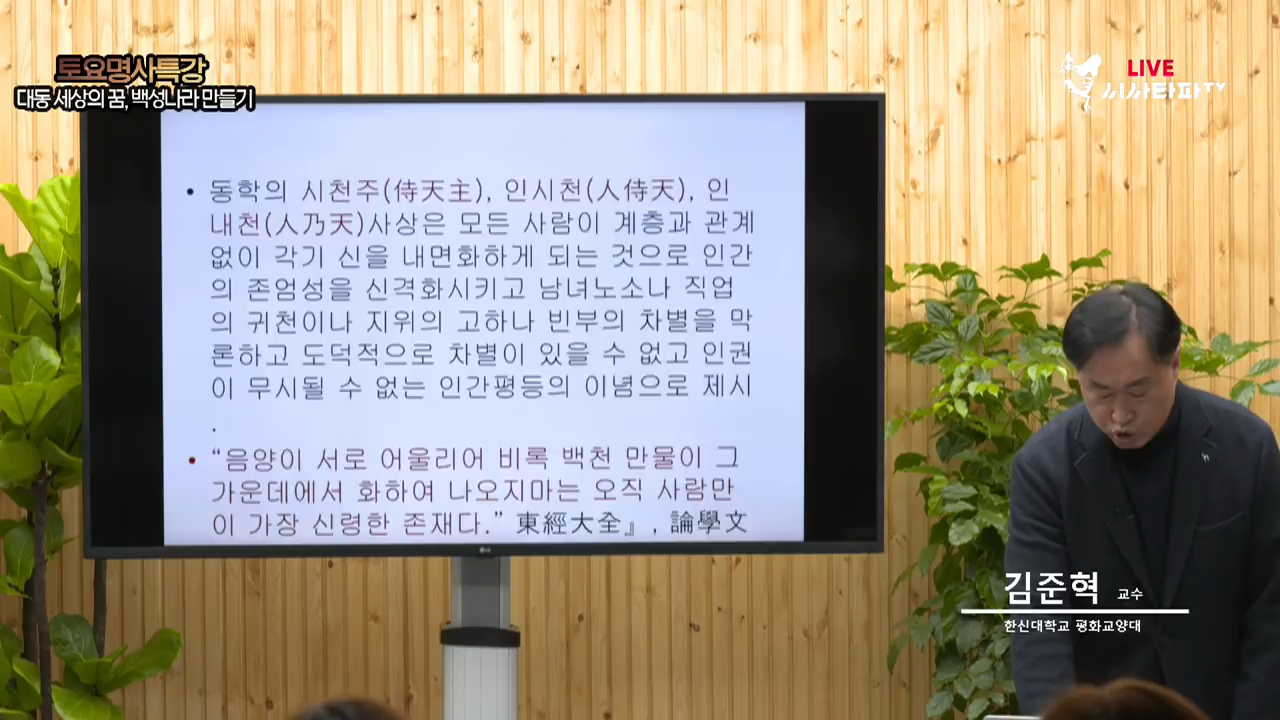 토요명사특강
대동 세상의 꿈, 백성나라 만들기
LIVE
시사타파TV
• 동학의 시천주(侍天主), 인시천(人侍天), 인
내천(人乃天)사상은 모든 사람이 계층과 관계
없이 각기 신을 내면화하게 되는 것으로 인간
의 존엄성을 신격화시키고 남녀노소나 직업
의 귀천이나 지위의 고하나 빈부의 차별을 막
론하고 도덕적으로 차별이 있을 수 없고 인권
이 무시될 수 없는 인간평등의 이념으로 제시
.
• “음양이 서로 어울리어 비록 백천 만물이 그
가운데에서 화하여 나오지마는 오직 사람만
이 가장 신령한 존재다.” 東經大全』, 論學文
LG
김준혁 교수
한신대학교 평화교양대